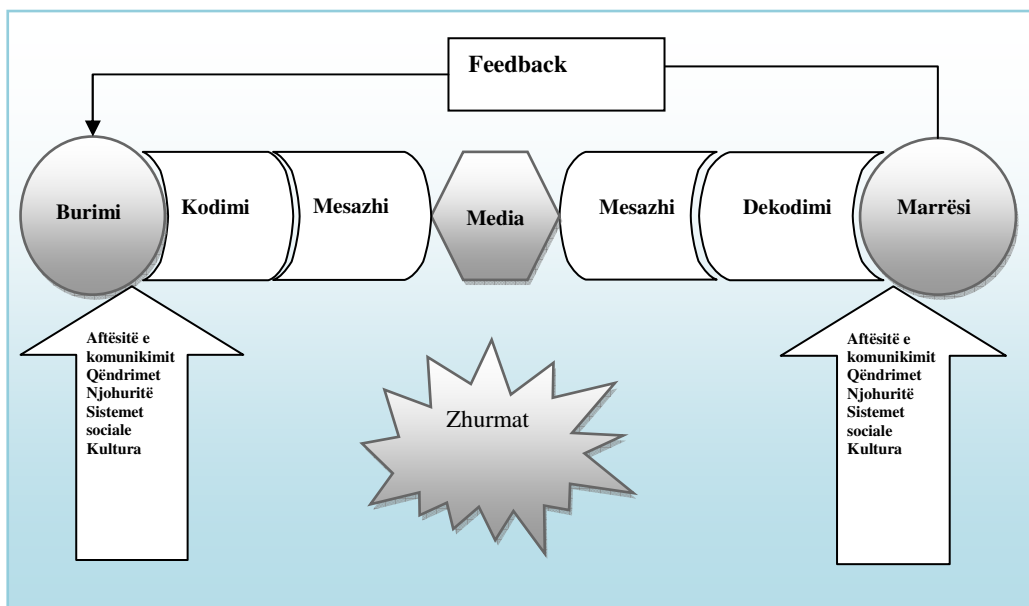 Feedback
Burimi
Kodimi
Mesazhi
Media
Mesazhi
Dekodimi
Marrësi
Aftësitë e
komunikimit
Qëndrimet
Njohuritë
Sistemet
sociale
Kultura
Zhurmat
Aftësitë e
komunikimit
Qëndrimet
Njohuritë
Sistemet
sociale
Kultura